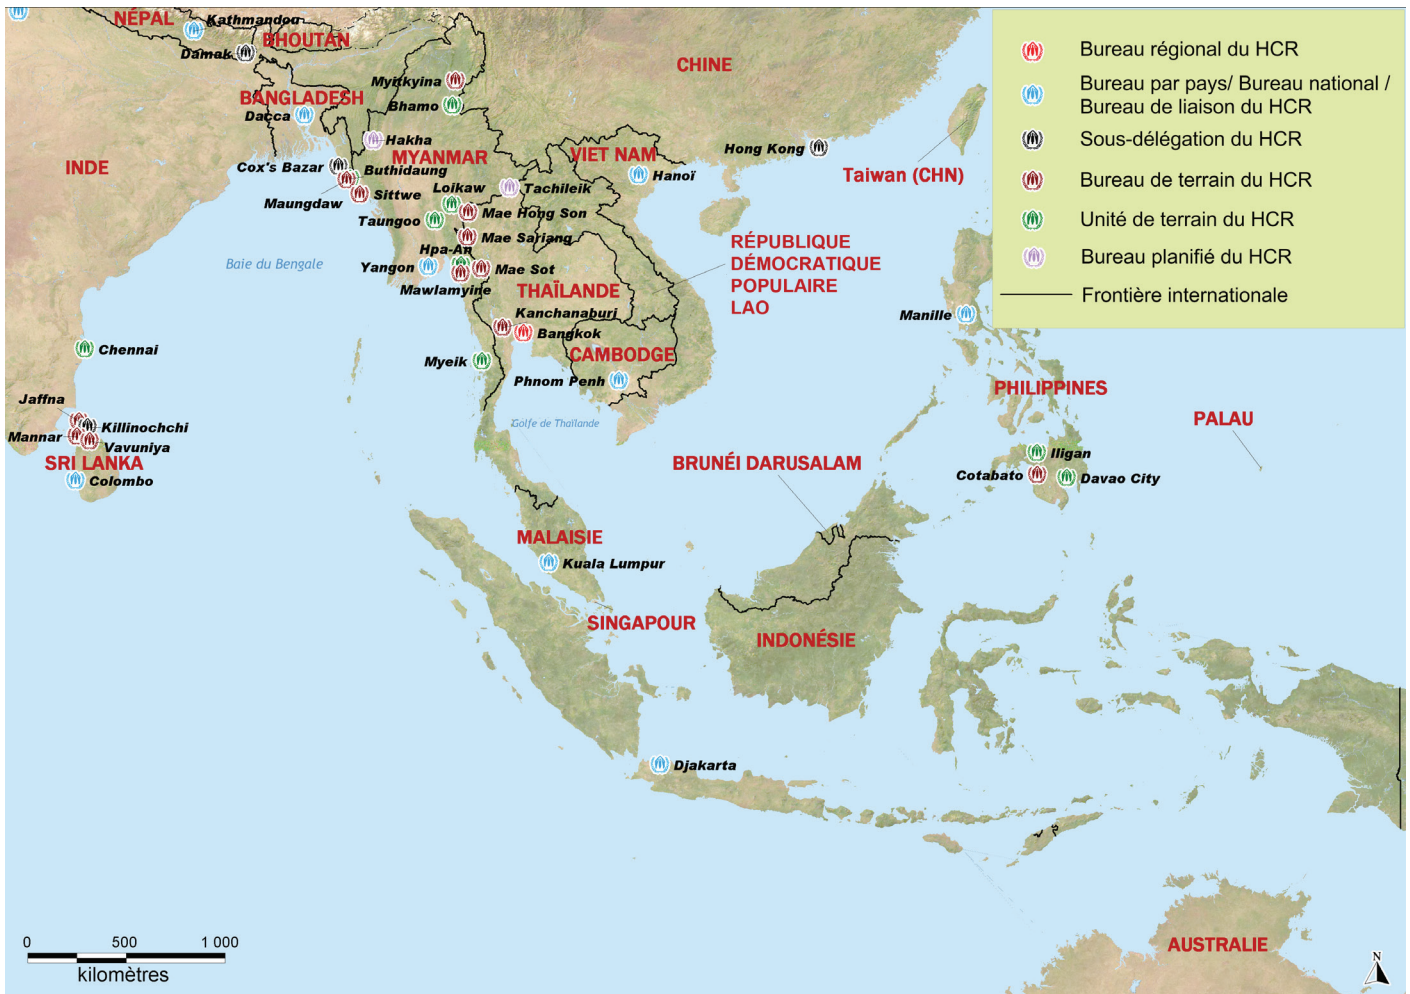 NÉPAL
Kathmandou
BHOUTAN
Damak
CHINE
Myitkyina
BANGLADESH
Bhamo
Dacca
Hakha
MYANMAR
VIET NAM
Hong Kong
INDE
Cox's Bazar
Buthidaung
Hanoï
Taiwan (CHN)
Loikaw
Tachileik
Maungdaw
Sittwe
Taungoo
Mae Hong Son
Mae Sariang
Hpa-An
RÉPUBLIQUE
DÉMOCRATIQUE
POPULAIRE
LAO
Baie du Bengale
Yangon
Mae Sot
Mawlamyine
THAÏLANDE
Kanchanaburi
Bangkok
Manille
Chennai
Myeik
CAMBODGE
Phnom Penh
PHILIPPINES
Jaffna
Golfe de Thaïlande
PALAU
Killinochchi
Mannar
Vavuniya
SRI LANKA
Colombo
BRUNÉI DARUSALAM
Iligan
Cotabato
Davao City
MALAISIE
Kuala Lumpur
SINGAPOUR
INDONÉSIE
Djakarta
AUSTRALIE
Bureau régional du HCR
Bureau par pays/ Bureau national /
Bureau de liaison du HCR
Sous-délégation du HCR
Bureau de terrain du HCR
Unité de terrain du HCR
Bureau planifié du HCR
Frontière internationale
0 500 1 000
kilomètres
N